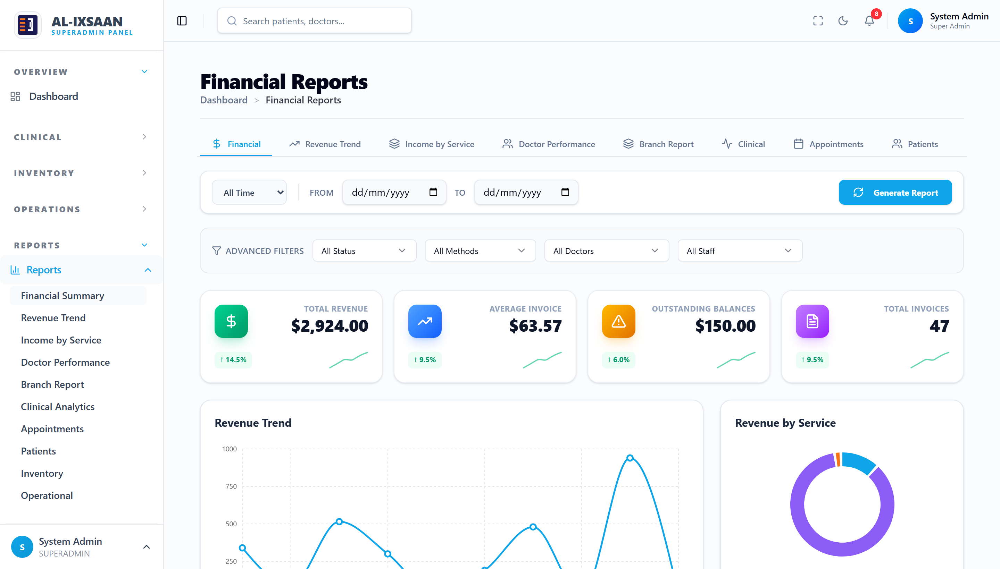 AL-IXSAAN
SUPERADMIN PANEL
OVERVIEW
Dashboard
CLINICAL
INVENTORY
OPERATIONS
REPORTS
Reports
Financial Summary
Revenue Trend
Income by Service
Doctor Performance
Branch Report
Clinical Analytics
Appointments
Patients
Inventory
Operational
S
System Admin
SUPERADMIN
Search patients, doctors...
8
S
System Admin
Super Admin
Financial Reports
Dashboard > Financial Reports
Financial Revenue Trend Income by Service Doctor Performance Branch Report Clinical Appointments Patients
All Time FROM dd/mm/yyyy TO dd/mm/yyyy Generate Report
ADVANCED FILTERS All Status All Methods All Doctors All Staff
TOTAL REVENUE
$2,924.00
↑ 14.5%
AVERAGE INVOICE
$63.57
↑ 9.5%
OUTSTANDING BALANCES
$150.00
↑ 6.0%
TOTAL INVOICES
47
↑ 9.5%
Revenue Trend
1000
750
500
250
Revenue by Service